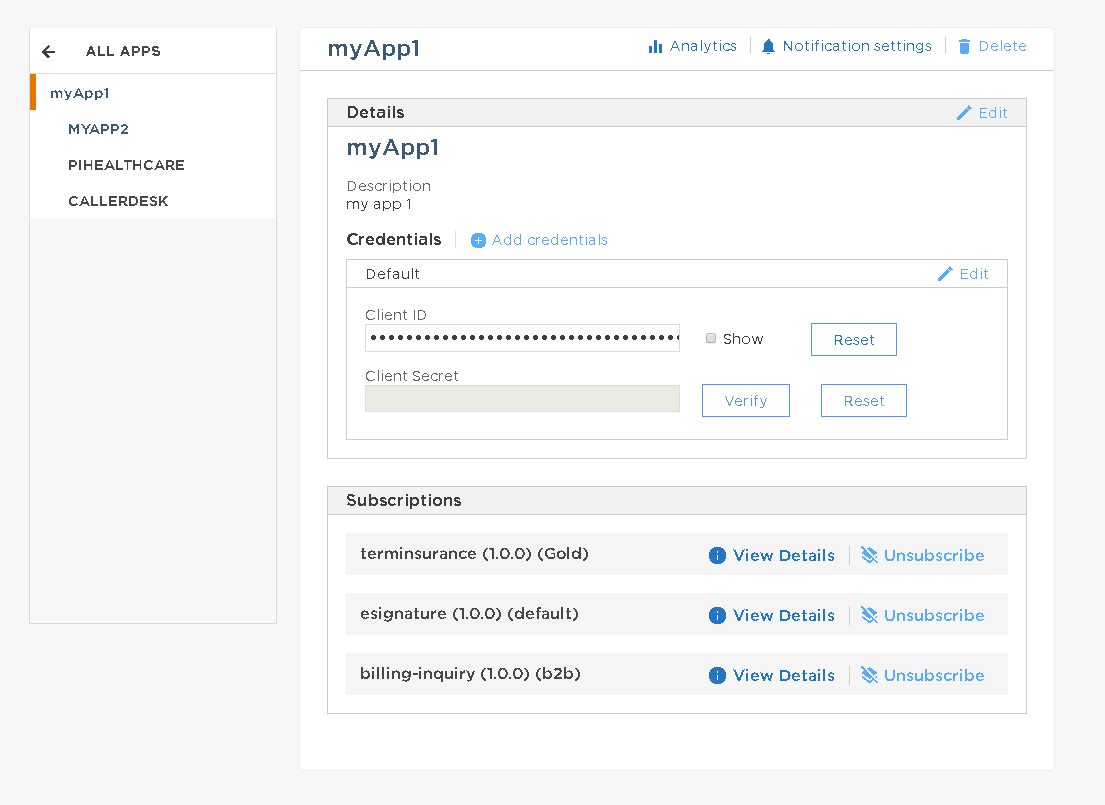 ALL APPS
myApp1
MYAPP2
PIHEALTHCARE
CALLERDESK
myApp1
Analytics
Notification settings
Delete
Details
Edit
myApp1
Description
my app 1
Credentials
Add credentials
Default
Edit
Client ID
Show
Reset
Client Secret
Verify
Reset
Subscriptions
terminsurance (1.0.0) (Gold)
View Details
Unsubscribe
esignature (1.0.0) (default)
View Details
Unsubscribe
billing-inquiry (1.0.0) (b2b)
View Details
Unsubscribe